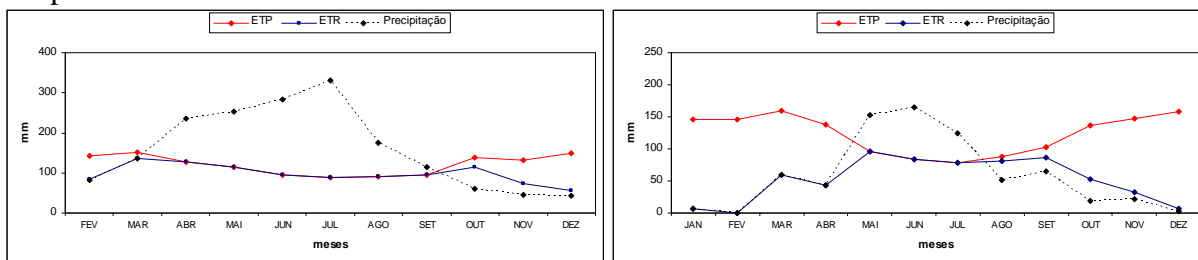 ETP ETR Precipitação
400
300
200
100
0
mm
FEV MAR ABR MAI JUN JUL AGO SET OUT NOV DEZ
meses
ETP ETR Precipitação
250
200
150
100
50
0
mm
JAN FEV MAR ABR MAI JUN JUL AGO SET OUT NOV DEZ
meses